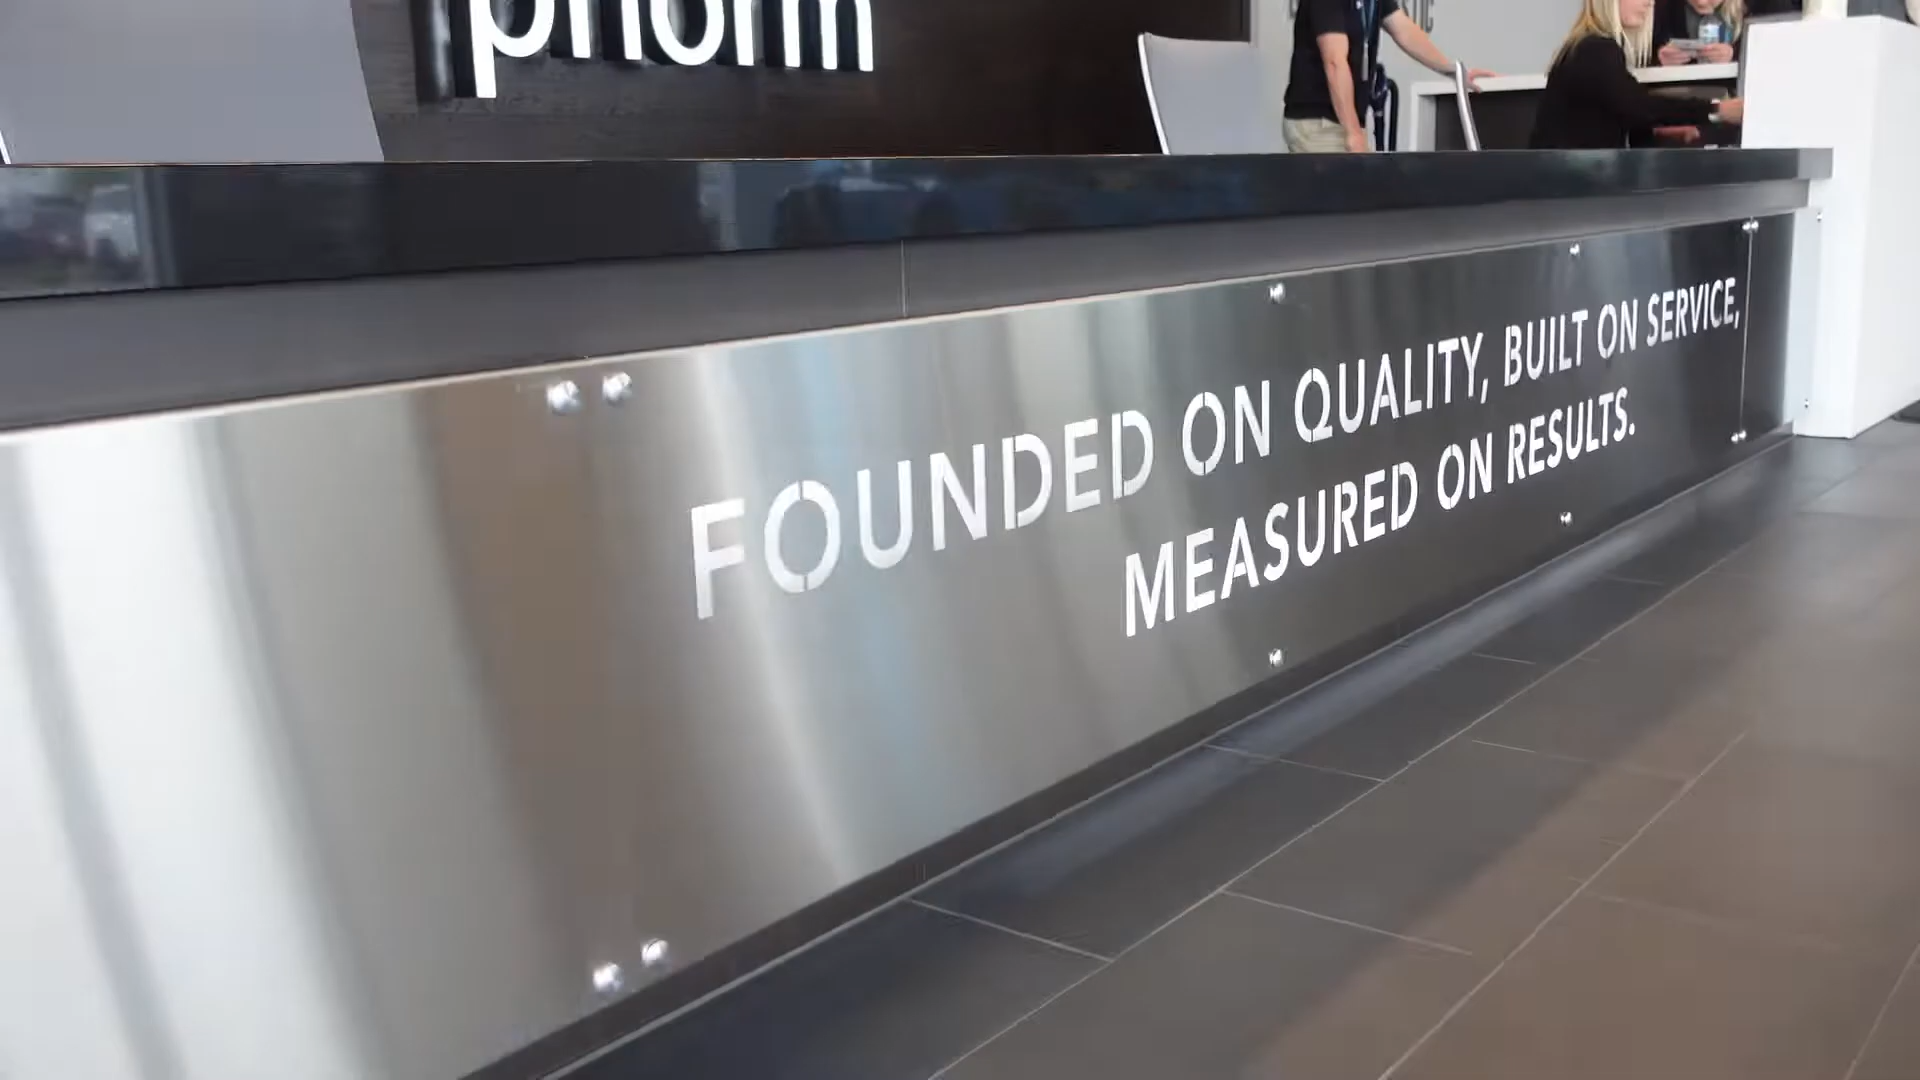 phorm
FOUNDED ON QUALITY, BUILT ON SERVICE,
MEASURED ON RESULTS.